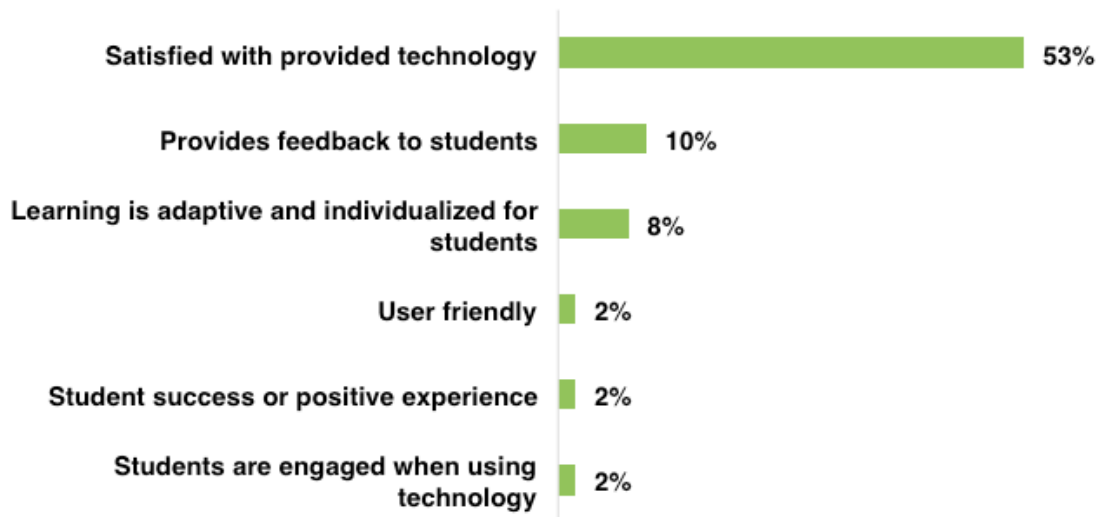 Satisfied with provided technology 53%
Provides feedback to students 10%
Learning is adaptive and individualized for
students
8%
User friendly 2%
Student success or positive experience 2%
Students are engaged when using
technology
2%